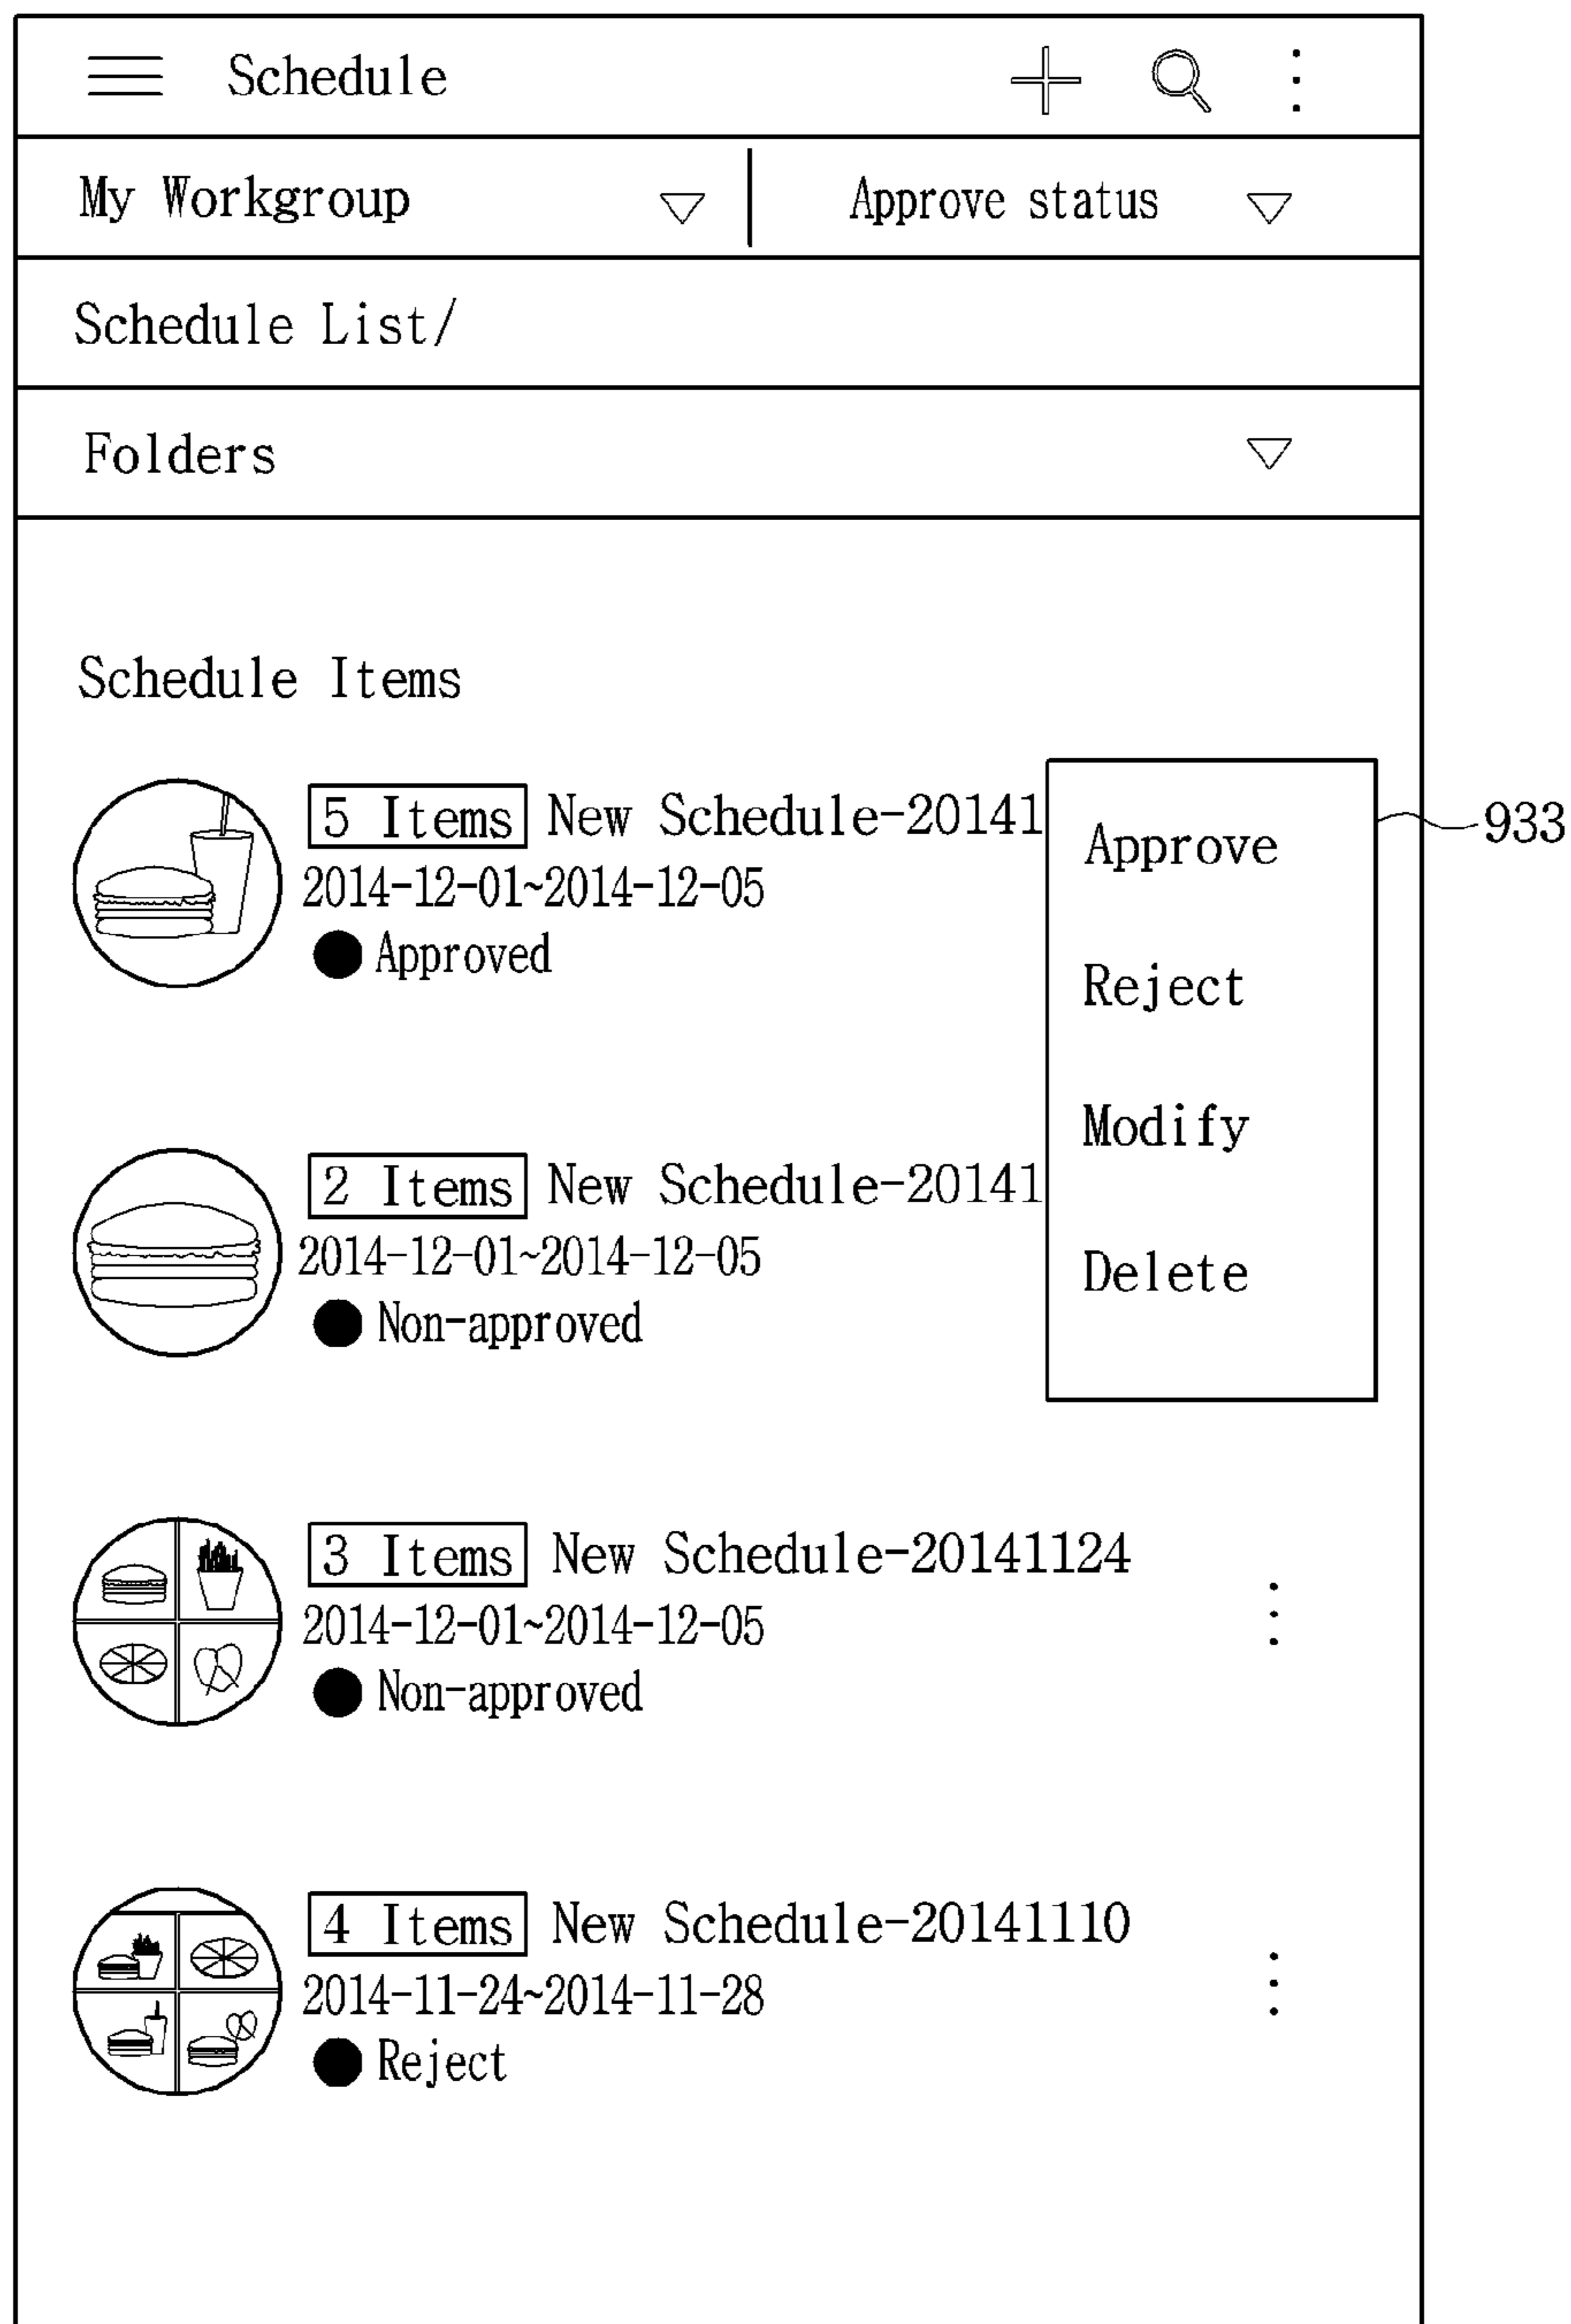 Schedule
My Workgroup Approve status
Schedule List/
Folders
Schedule Items
5 Items New Schedule-20141
2014-12-01~2014-12-05
Approved
2 Items New Schedule-20141
2014-12-01~2014-12-05
Non-approved
Approve
Reject
Modify
Delete
933
3 Items New Schedule-20141124
2014-12-01~2014-12-05
Non-approved
4 Items New Schedule-20141110
2014-11-24~2014-11-28
Reject